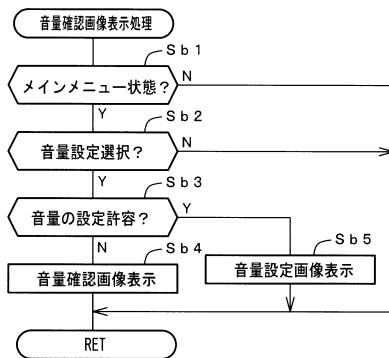 音量確認画像表示処理
Sb1
メインメニュー状態?
N
Y
Sb2
音量設定選択?
N
Y
Sb3
音量の設定許容?
Y
N
Sb4
音量確認画像表示
Sb5
音量設定画像表示
RET